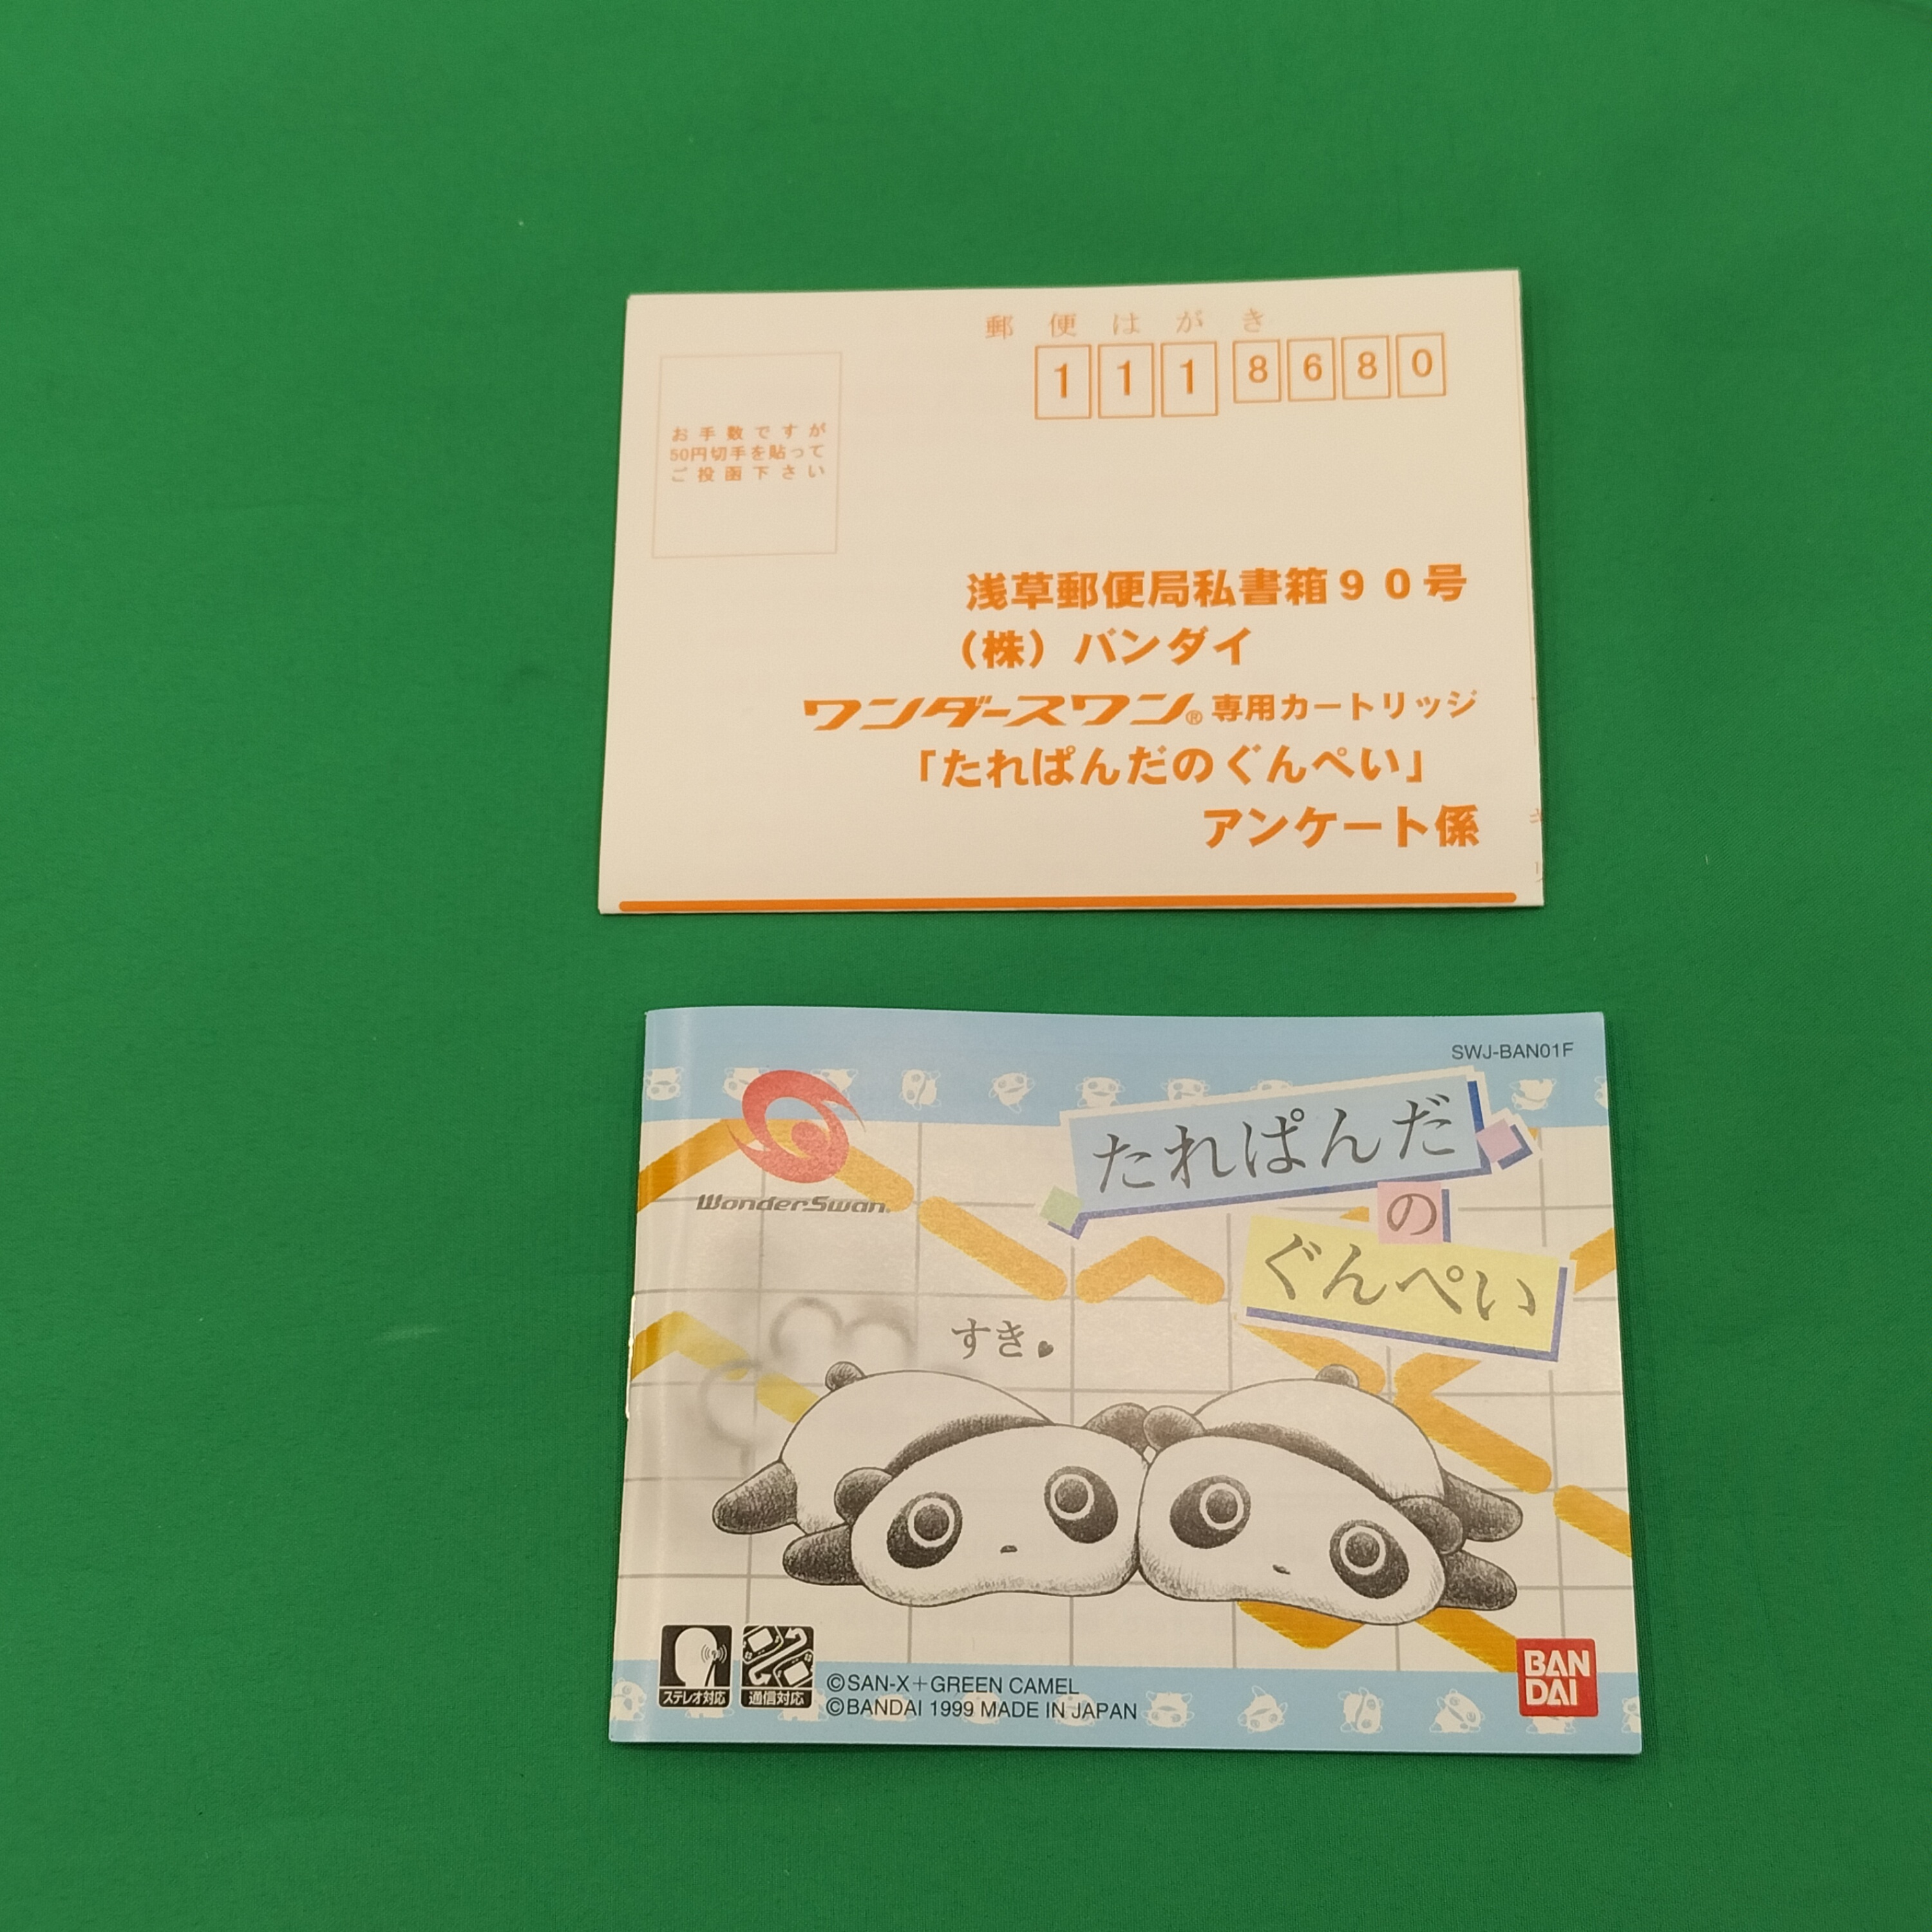 郵便はがき
1118680
お手数ですが
50円切手を貼って
ご投函下さい
浅草郵便局私書箱90号
(株)バンダイ
ワンダースワン®専用カートリッジ
「たれぱんだのぐんぺい」
アンケート係
SWJ-BAN01F
WonderSwan
たれぱんだ
の
ぐんぺい
すき♥
ステレオ対応
通信対応
©SAN-X+GREEN CAMEL
©BANDAI 1999 MADE IN JAPAN
BAN
DAI